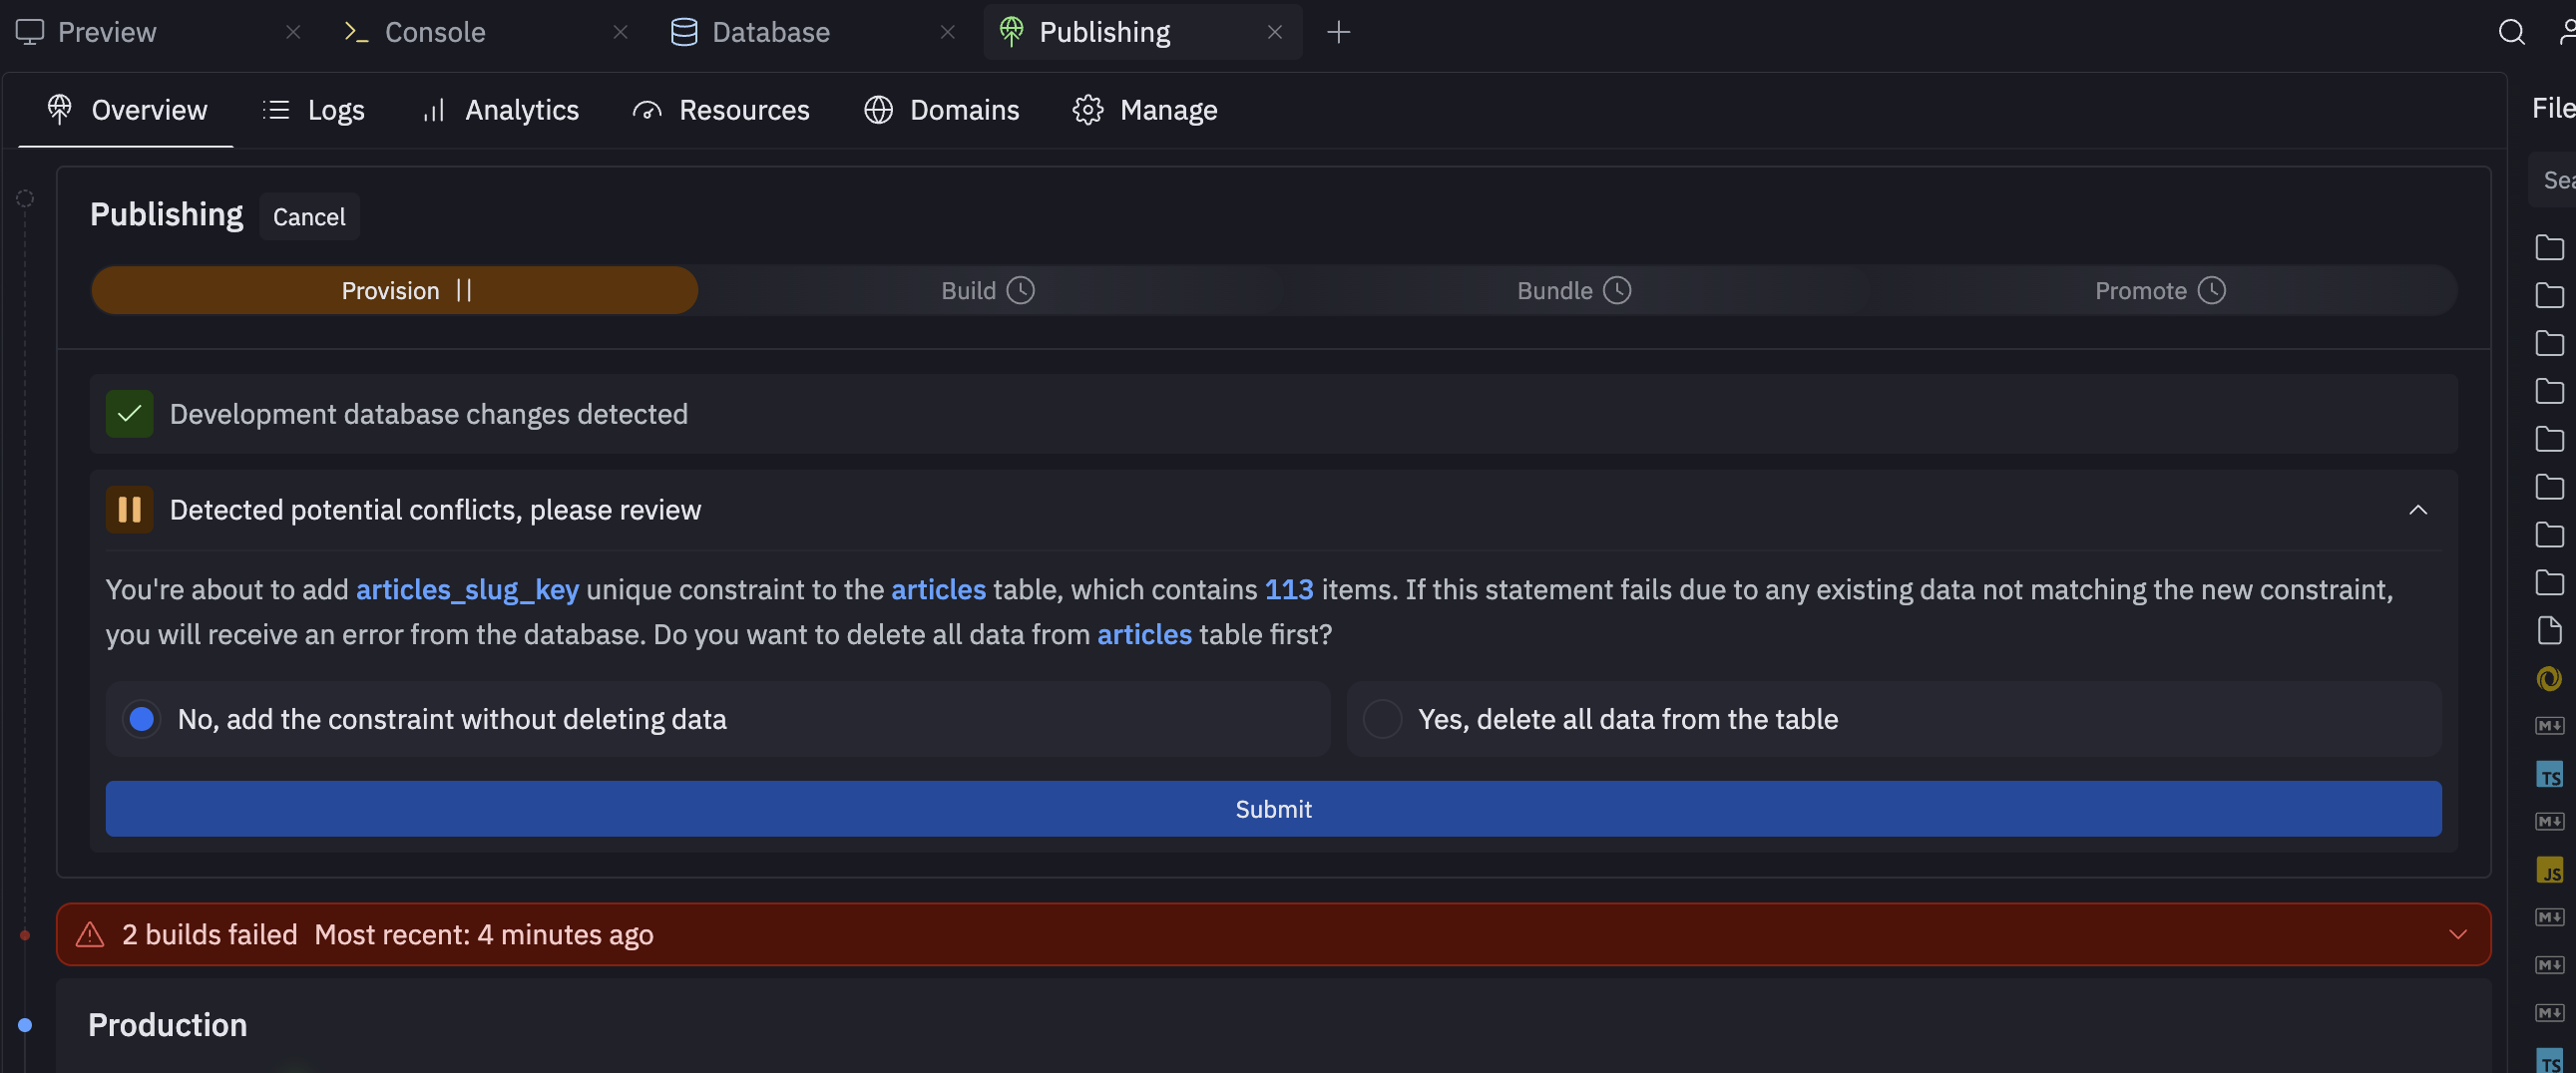 Preview
Console
Database
Publishing
Overview
Logs
Analytics
Resources
Domains
Manage
File
Sea
Publishing
Cancel
Provision
Build
Bundle
Promote
Development database changes detected
Detected potential conflicts, please review
You're about to add articles_slug_key unique constraint to the articles table, which contains 113 items. If this statement fails due to any existing data not matching the new constraint,
you will receive an error from the database. Do you want to delete all data from articles table first?
No, add the constraint without deleting data
Yes, delete all data from the table
Submit
2 builds failed Most recent: 4 minutes ago
Production
M
TS
M
JS
M
M
M
TS